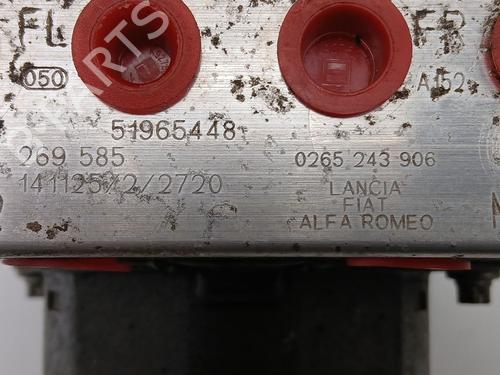 FL
FR
050
A152
51965448
269 585
0265 243 906
141125/2/2720
LANCIA
FIAT
ALFA ROMEO